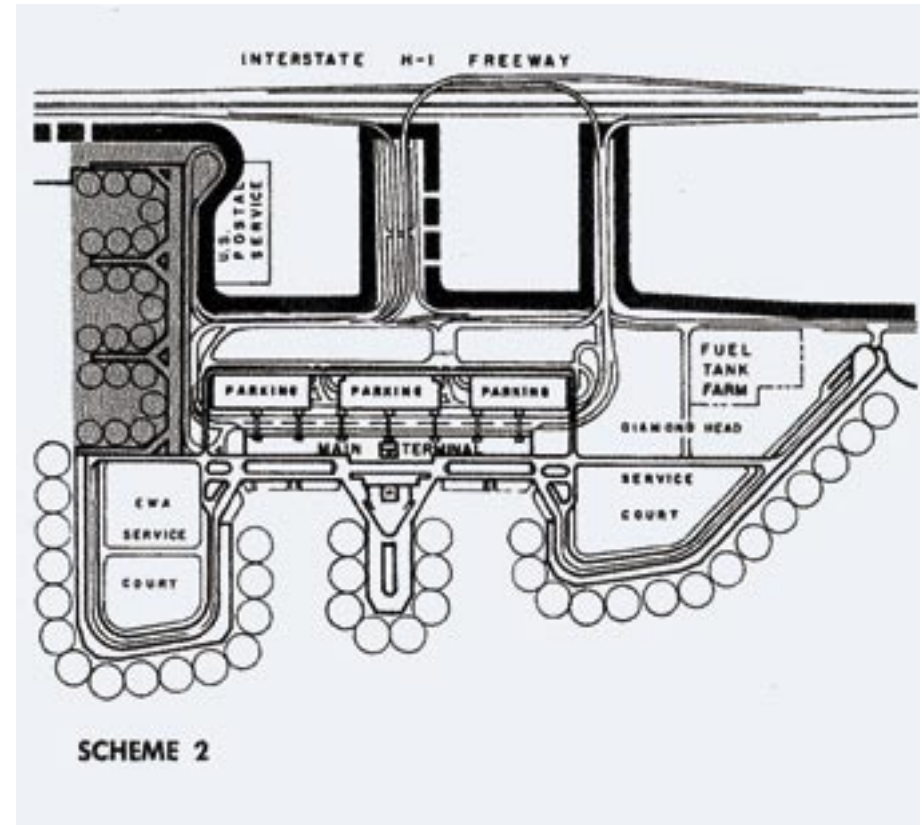 INTERSTATE H-1 FREEWAY
U.S.
POSTAL
SERVICE
FUEL
TANK
FARM
PARKING
PARKING
PARKING
DIAMOND HEAD
MAIN TERMINAL
SERVICE
COURT
EWA
SERVICE
COURT
SCHEME 2